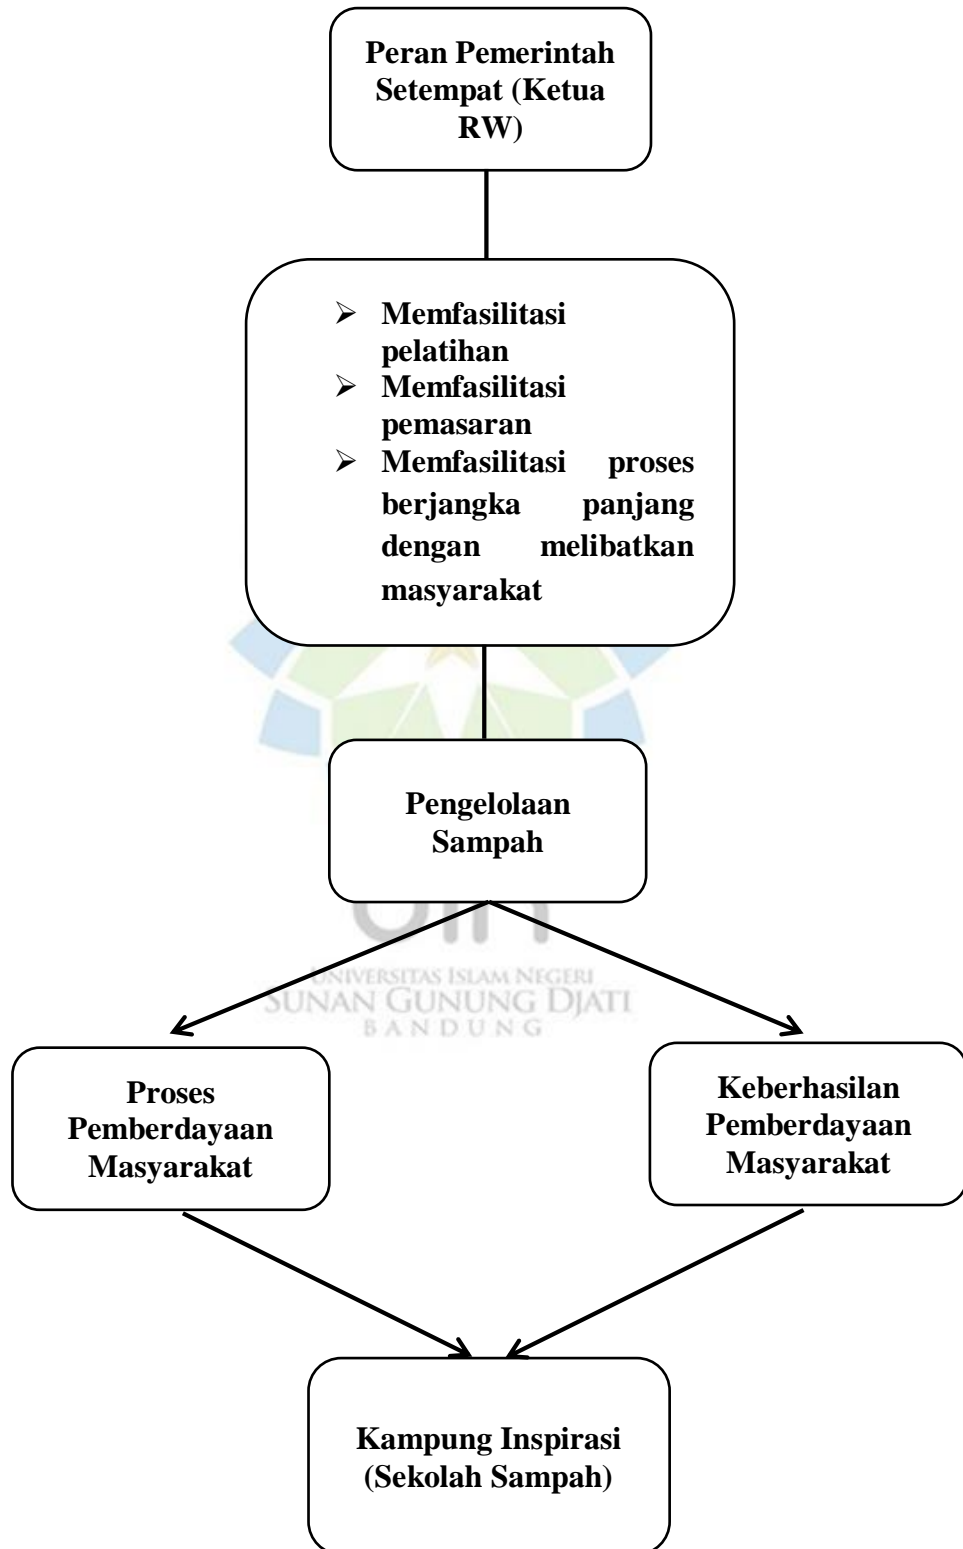 Peran Pemerintah
Setempat (Ketua
RW)
➢ Memfasilitasi
pelatihan
➢ Memfasilitasi
pemasaran
➢ Memfasilitasi proses
berjangka panjang
dengan melibatkan
masyarakat
Pengelolaan
Sampah
uin
UNIVERSITAS ISLAM NEGERI
SUNAN GUNUNG DJATI
BANDUNG
Proses
Pemberdayaan
Masyarakat
Keberhasilan
Pemberdayaan
Masyarakat
Kampung Inspirasi
(Sekolah Sampah)